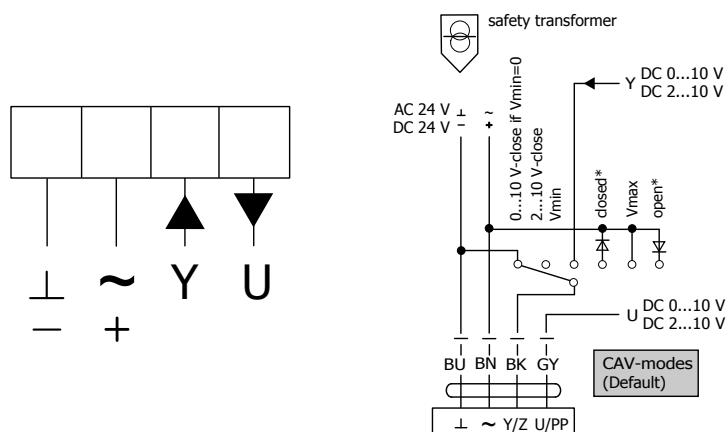 ⊥ ~ Y U
− +
safety transformer
AC 24 V ⊥ ~
DC 24 V − +
0...10 V-close if Vmin=0
2...10 V-close
Vmin
closed*
Vmax
open*
Y DC 0...10 V
DC 2...10 V
U DC 0...10 V
DC 2...10 V
BU BN BK GY
CAV-modes
(Default)
⊥ ~ Y/Z U/PP